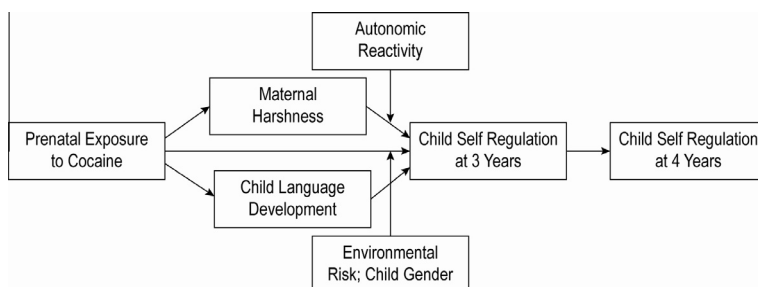 Autonomic
Reactivity
Maternal
Harshness
Prenatal Exposure
to Cocaine
Child Self Regulation
at 3 Years
Child Self Regulation
at 4 Years
Child Language
Development
Environmental
Risk; Child Gender